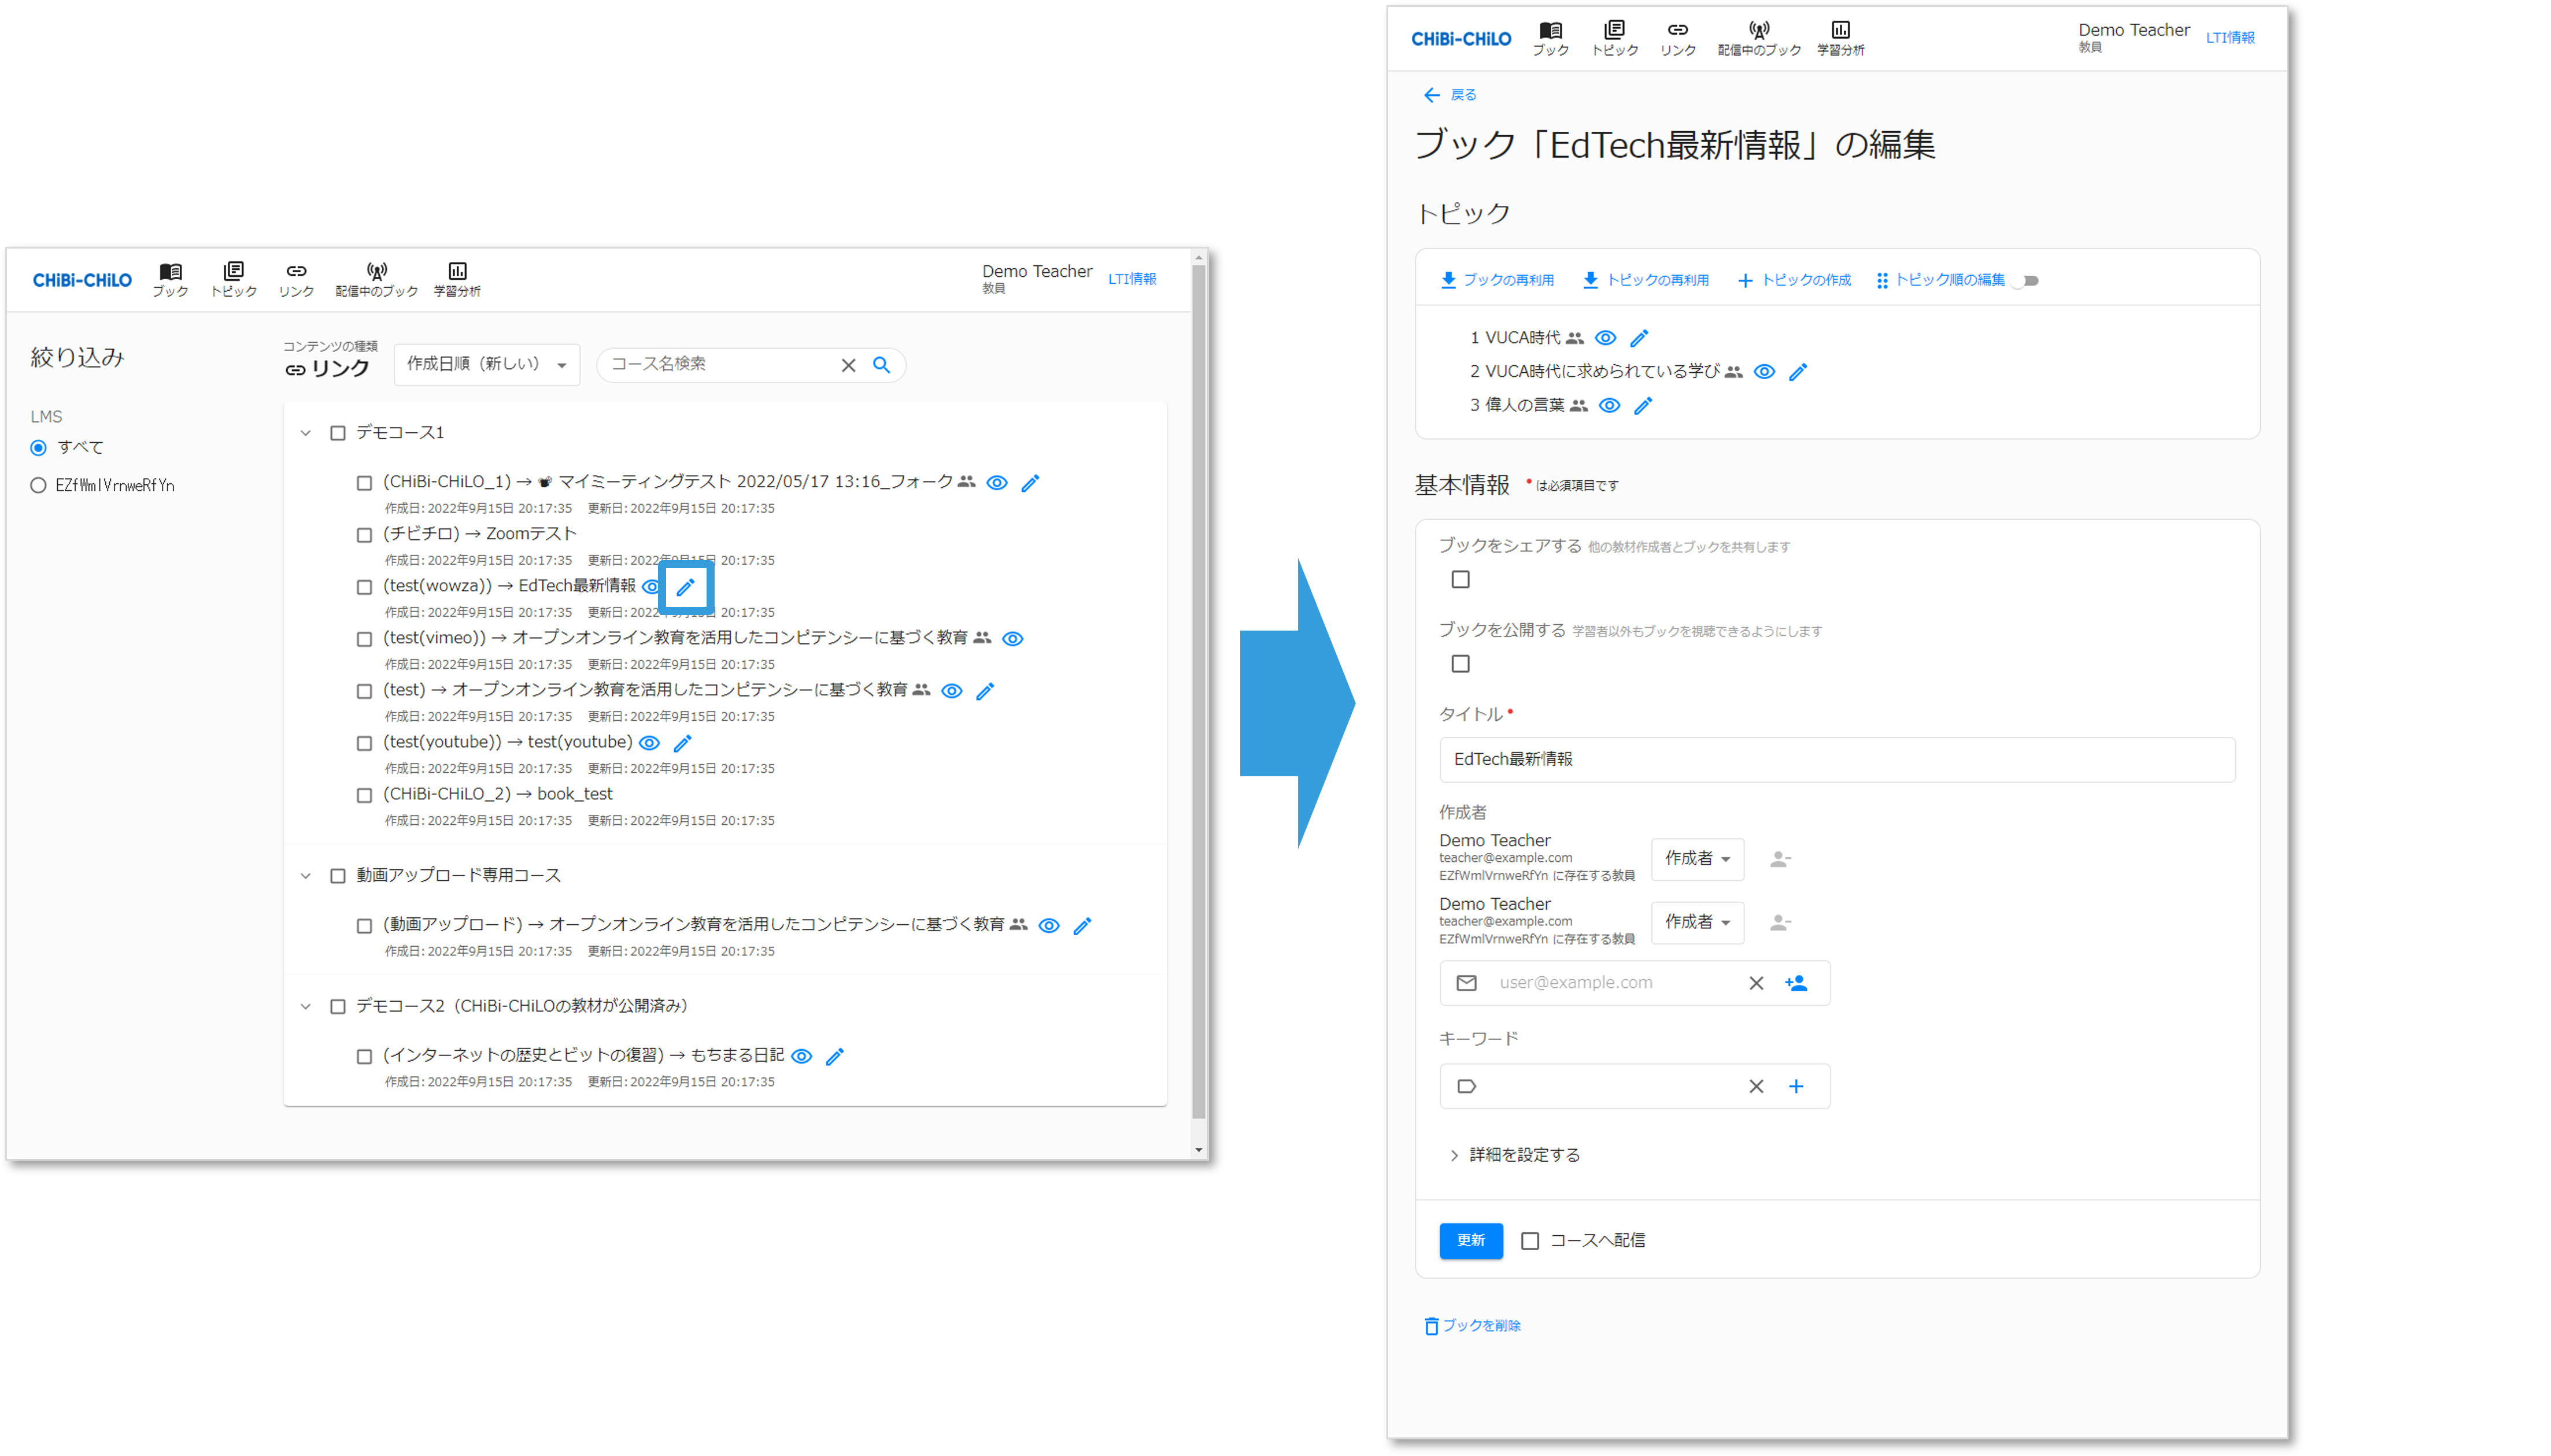 CHiBi-CHiLO
ブック
トピック
リンク
配信中のブック
学習分析
Demo Teacher
教員
LTI情報
絞り込み
LMS
すべて
EZfWmlVrnweRfYn
コンテンツの種類
リンク
作成日順（新しい）
コース名検索
デモコース1
(CHiBi-CHiLO_1) → 📽 マイミーティングテスト 2022/05/17 13:16_フォーク
作成日：2022年9月15日 20:17:35 更新日：2022年9月15日 20:17:35
(チビチロ) → Zoomテスト
作成日：2022年9月15日 20:17:35 更新日：2022年9月15日 20:17:35
(test(wowza)) → EdTech最新情報
作成日：2022年9月15日 20:17:35 更新日：2022年9月15日 20:17:35
(test(vimeo)) → オープンオンライン教育を活用したコンピテンシーに基づく教育
作成日：2022年9月15日 20:17:35 更新日：2022年9月15日 20:17:35
(test) → オープンオンライン教育を活用したコンピテンシーに基づく教育
作成日：2022年9月15日 20:17:35 更新日：2022年9月15日 20:17:35
(test(youtube)) → test(youtube)
作成日：2022年9月15日 20:17:35 更新日：2022年9月15日 20:17:35
(CHiBi-CHiLO_2) → book_test
作成日：2022年9月15日 20:17:35 更新日：2022年9月15日 20:17:35
動画アップロード専用コース
(動画アップロード) → オープンオンライン教育を活用したコンピテンシーに基づく教育
作成日：2022年9月15日 20:17:35 更新日：2022年9月15日 20:17:35
デモコース2（CHiBi-CHiLOの教材が公開済み）
(インターネットの歴史とビットの復習) → もちまる日記
作成日：2022年9月15日 20:17:35 更新日：2022年9月15日 20:17:35
CHiBi-CHiLO
ブック
トピック
リンク
配信中のブック
学習分析
Demo Teacher
教員
LTI情報
戻る
ブック「EdTech最新情報」の編集
トピック
ブックの再利用 トピックの再利用 トピックの作成 トピック順の編集
1 VUCA時代
2 VUCA時代に求められている学び
3 偉人の言葉
基本情報 * は必須項目です
ブックをシェアする 他の教材作成者とブックを共有します
ブックを公開する 学習者以外もブックを視聴できるようにします
タイトル *
EdTech最新情報
作成者
Demo Teacher
teacher@example.com
EZfWmlVrnweRfYn に存在する教員
作成者
Demo Teacher
teacher@example.com
EZfWmlVrnweRfYn に存在する教員
作成者
user@example.com
キーワード
詳細を設定する
更新
コースへ配信
ブックを削除